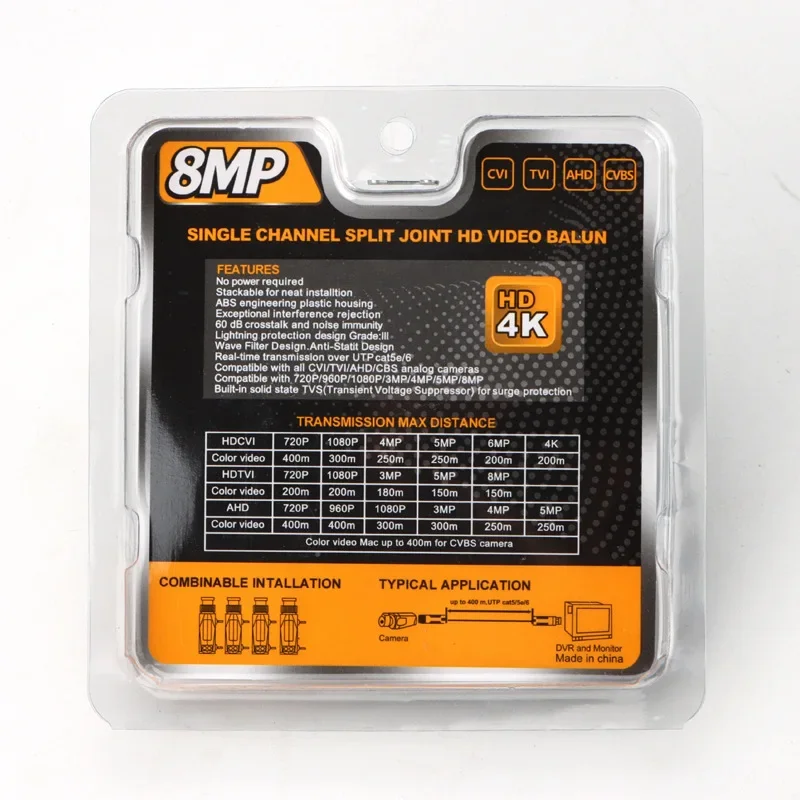 8MP
CVI TVI AHD CVBS
SINGLE CHANNEL SPLIT JOINT HD VIDEO BALUN
FEATURES
No power required
Stackable for neat installtion
ABS engineering plastic housing
Exceptional interference rejection
60 dB crosstalk and noise immunity
Lightning protection design Grade:III
Wave Filter Design.Anti-Statit Design
Real-time transmission over UTPcat5e/6
Compatible with all CVI/TVI/AHD/CBS analog cameras
Compatible with 720P/960P/1080P/3MP/4MP/5MP/8MP
Built-in solid state TVS(Transient Voltage Suppressor) for surge protection
HD
4K
TRANSMISSION MAX DISTANCE
HDCVI 720P 1080P 4MP 5MP 6MP 4K
Color video 400m 300m 250m 250m 200m 200m
HDTVI 720P 1080P 3MP 5MP 8MP
Color video 200m 200m 180m 150m 150m
AHD 720P 960P 1080P 3MP 4MP 5MP
Color video 400m 400m 300m 300m 250m 250m
Color video Mac up to 400m for CVBS camera
COMBINABLE INTALLATION
TYPICAL APPLICATION
up to 400 m,UTP cat5/5e/6
Camera
DVR and Monitor
Made in china